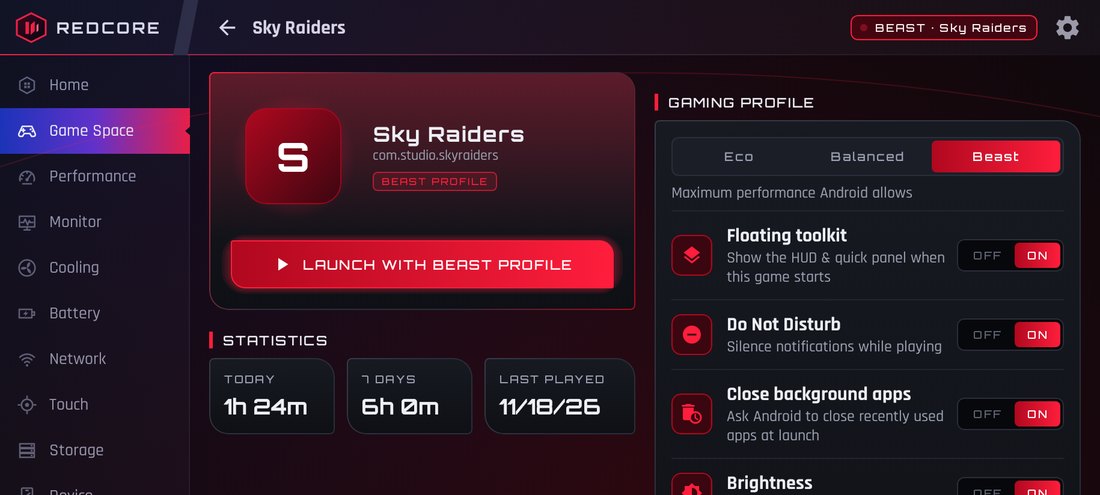 REDCORE
Sky Raiders
BEAST · Sky Raiders
Home
Game Space
Performance
Monitor
Cooling
Battery
Network
Touch
Storage
Device
S
Sky Raiders
com.studio.skyraiders
BEAST PROFILE
LAUNCH WITH BEAST PROFILE
STATISTICS
TODAY
1h 24m
7 DAYS
6h 0m
LAST PLAYED
11/18/26
GAMING PROFILE
Eco
Balanced
Beast
Maximum performance Android allows
Floating toolkit
Show the HUD & quick panel when
this game starts
OFF
ON
Do Not Disturb
Silence notifications while playing
OFF
ON
Close background apps
Ask Android to close recently used
apps at launch
OFF
ON
Brightness
OFF
ON